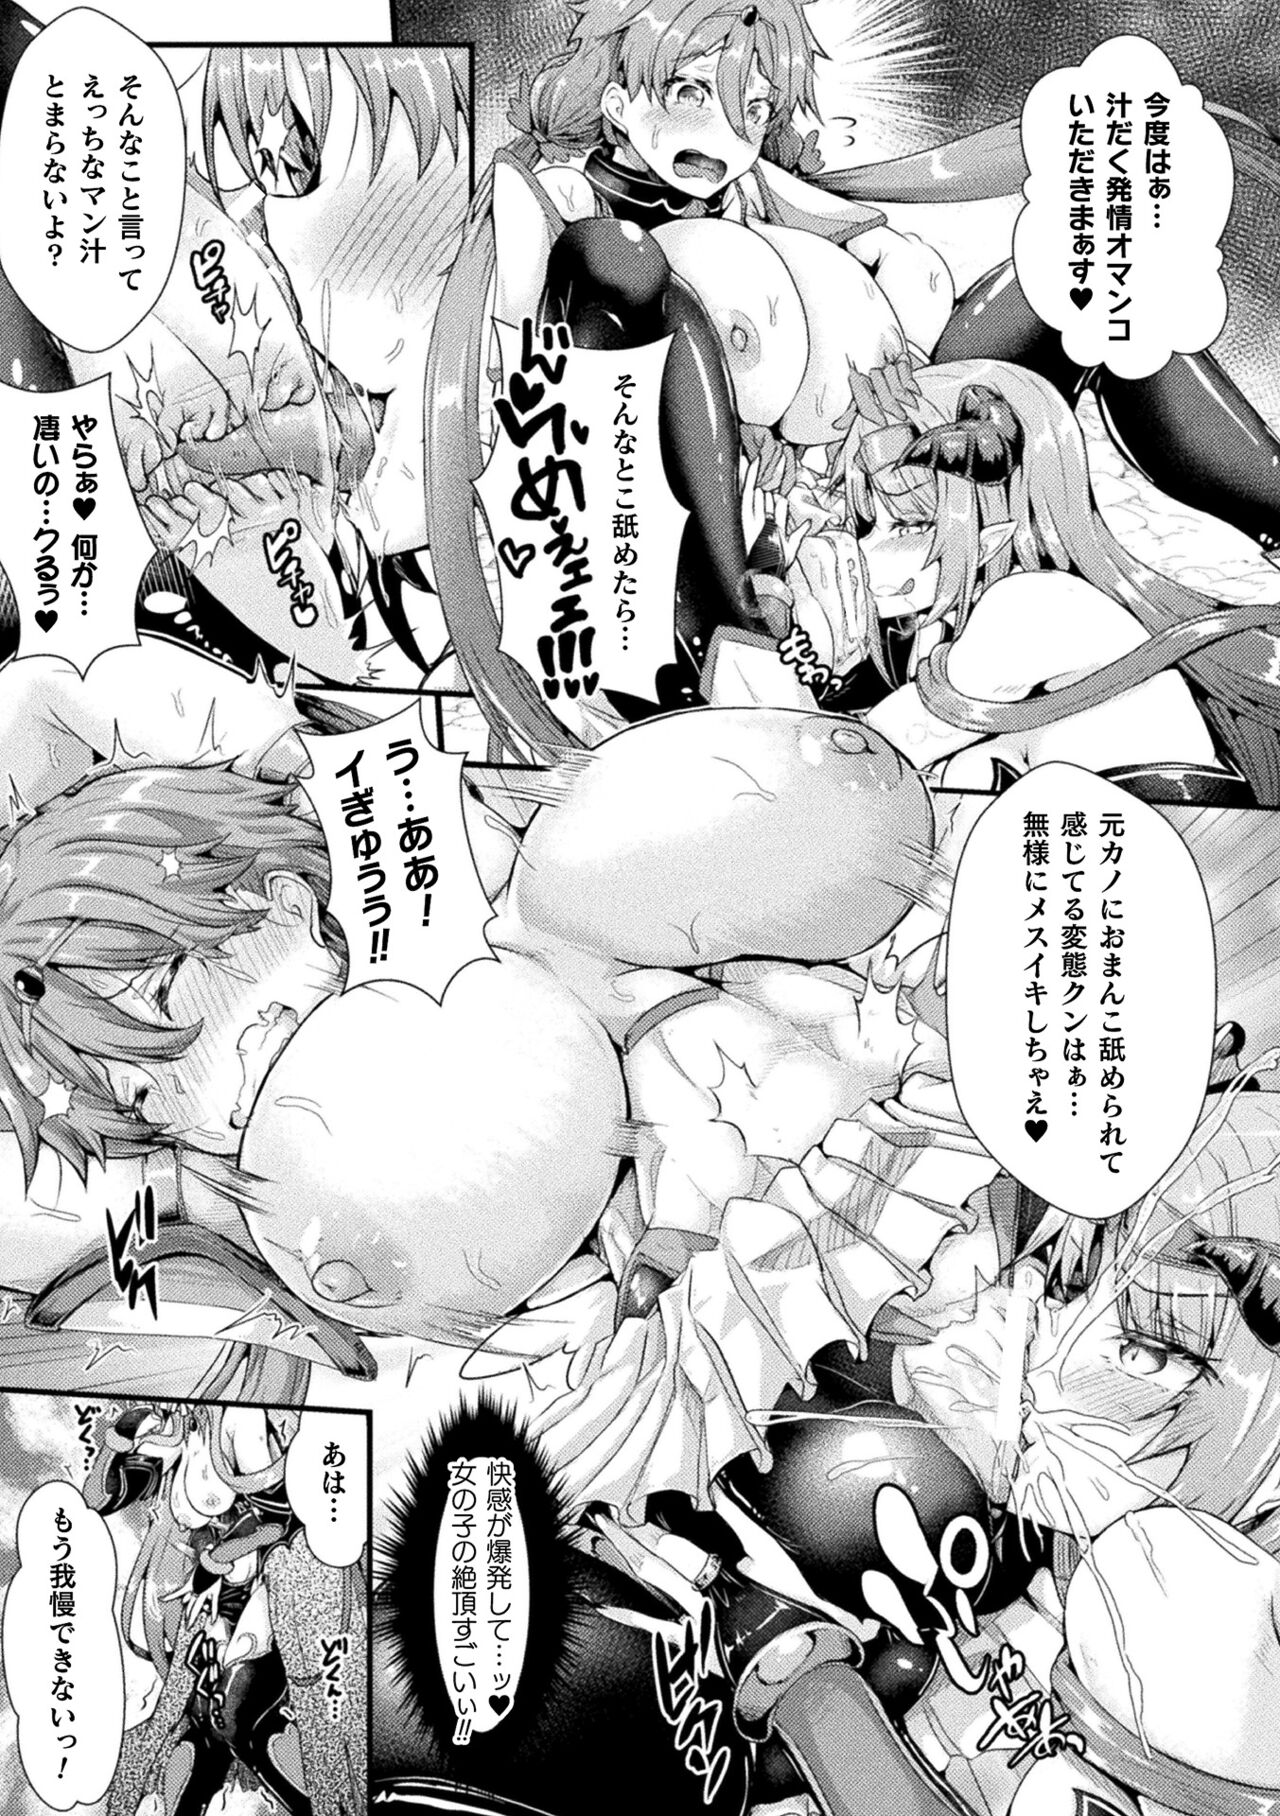 今度はぁ…
汁だく発情オマンコ
いただきまぁす♥
そんなとこ舐めたら…
らめぇェェ!!!
そんなこと言って
えっちなマン汁
とまらないよ？
やらぁ♥何か…
凄いの…クるぅ♥
元カノにおまんこ舐められて
感じてる変態クンはぁ…
無様にメスイキしちゃえ♥
う…ああ！
イぎゅうぅ!!
快感が爆発して…ッ♥
女の子の絶頂すごいぃ!!
あは…
もう我慢できないっ！